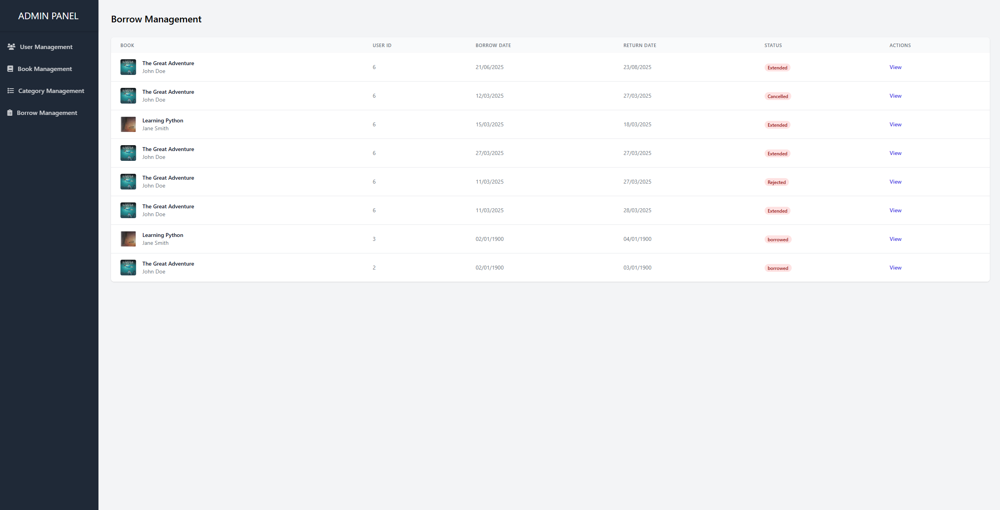 ADMIN PANEL
User Management
Book Management
Category Management
Borrow Management
Borrow Management
BOOK USER ID BORROW DATE RETURN DATE STATUS ACTIONS
The Great Adventure
John Doe
6 21/06/2025 23/08/2025 Extended View
The Great Adventure
John Doe
6 12/03/2025 27/03/2025 Cancelled View
Learning Python
Jane Smith
6 15/03/2025 18/03/2025 Extended View
The Great Adventure
John Doe
6 27/03/2025 27/03/2025 Extended View
The Great Adventure
John Doe
6 11/03/2025 27/03/2025 Rejected View
The Great Adventure
John Doe
6 11/03/2025 28/03/2025 Extended View
Learning Python
Jane Smith
3 02/01/1900 04/01/1900 borrowed View
The Great Adventure
John Doe
2 02/01/1900 03/01/1900 borrowed View